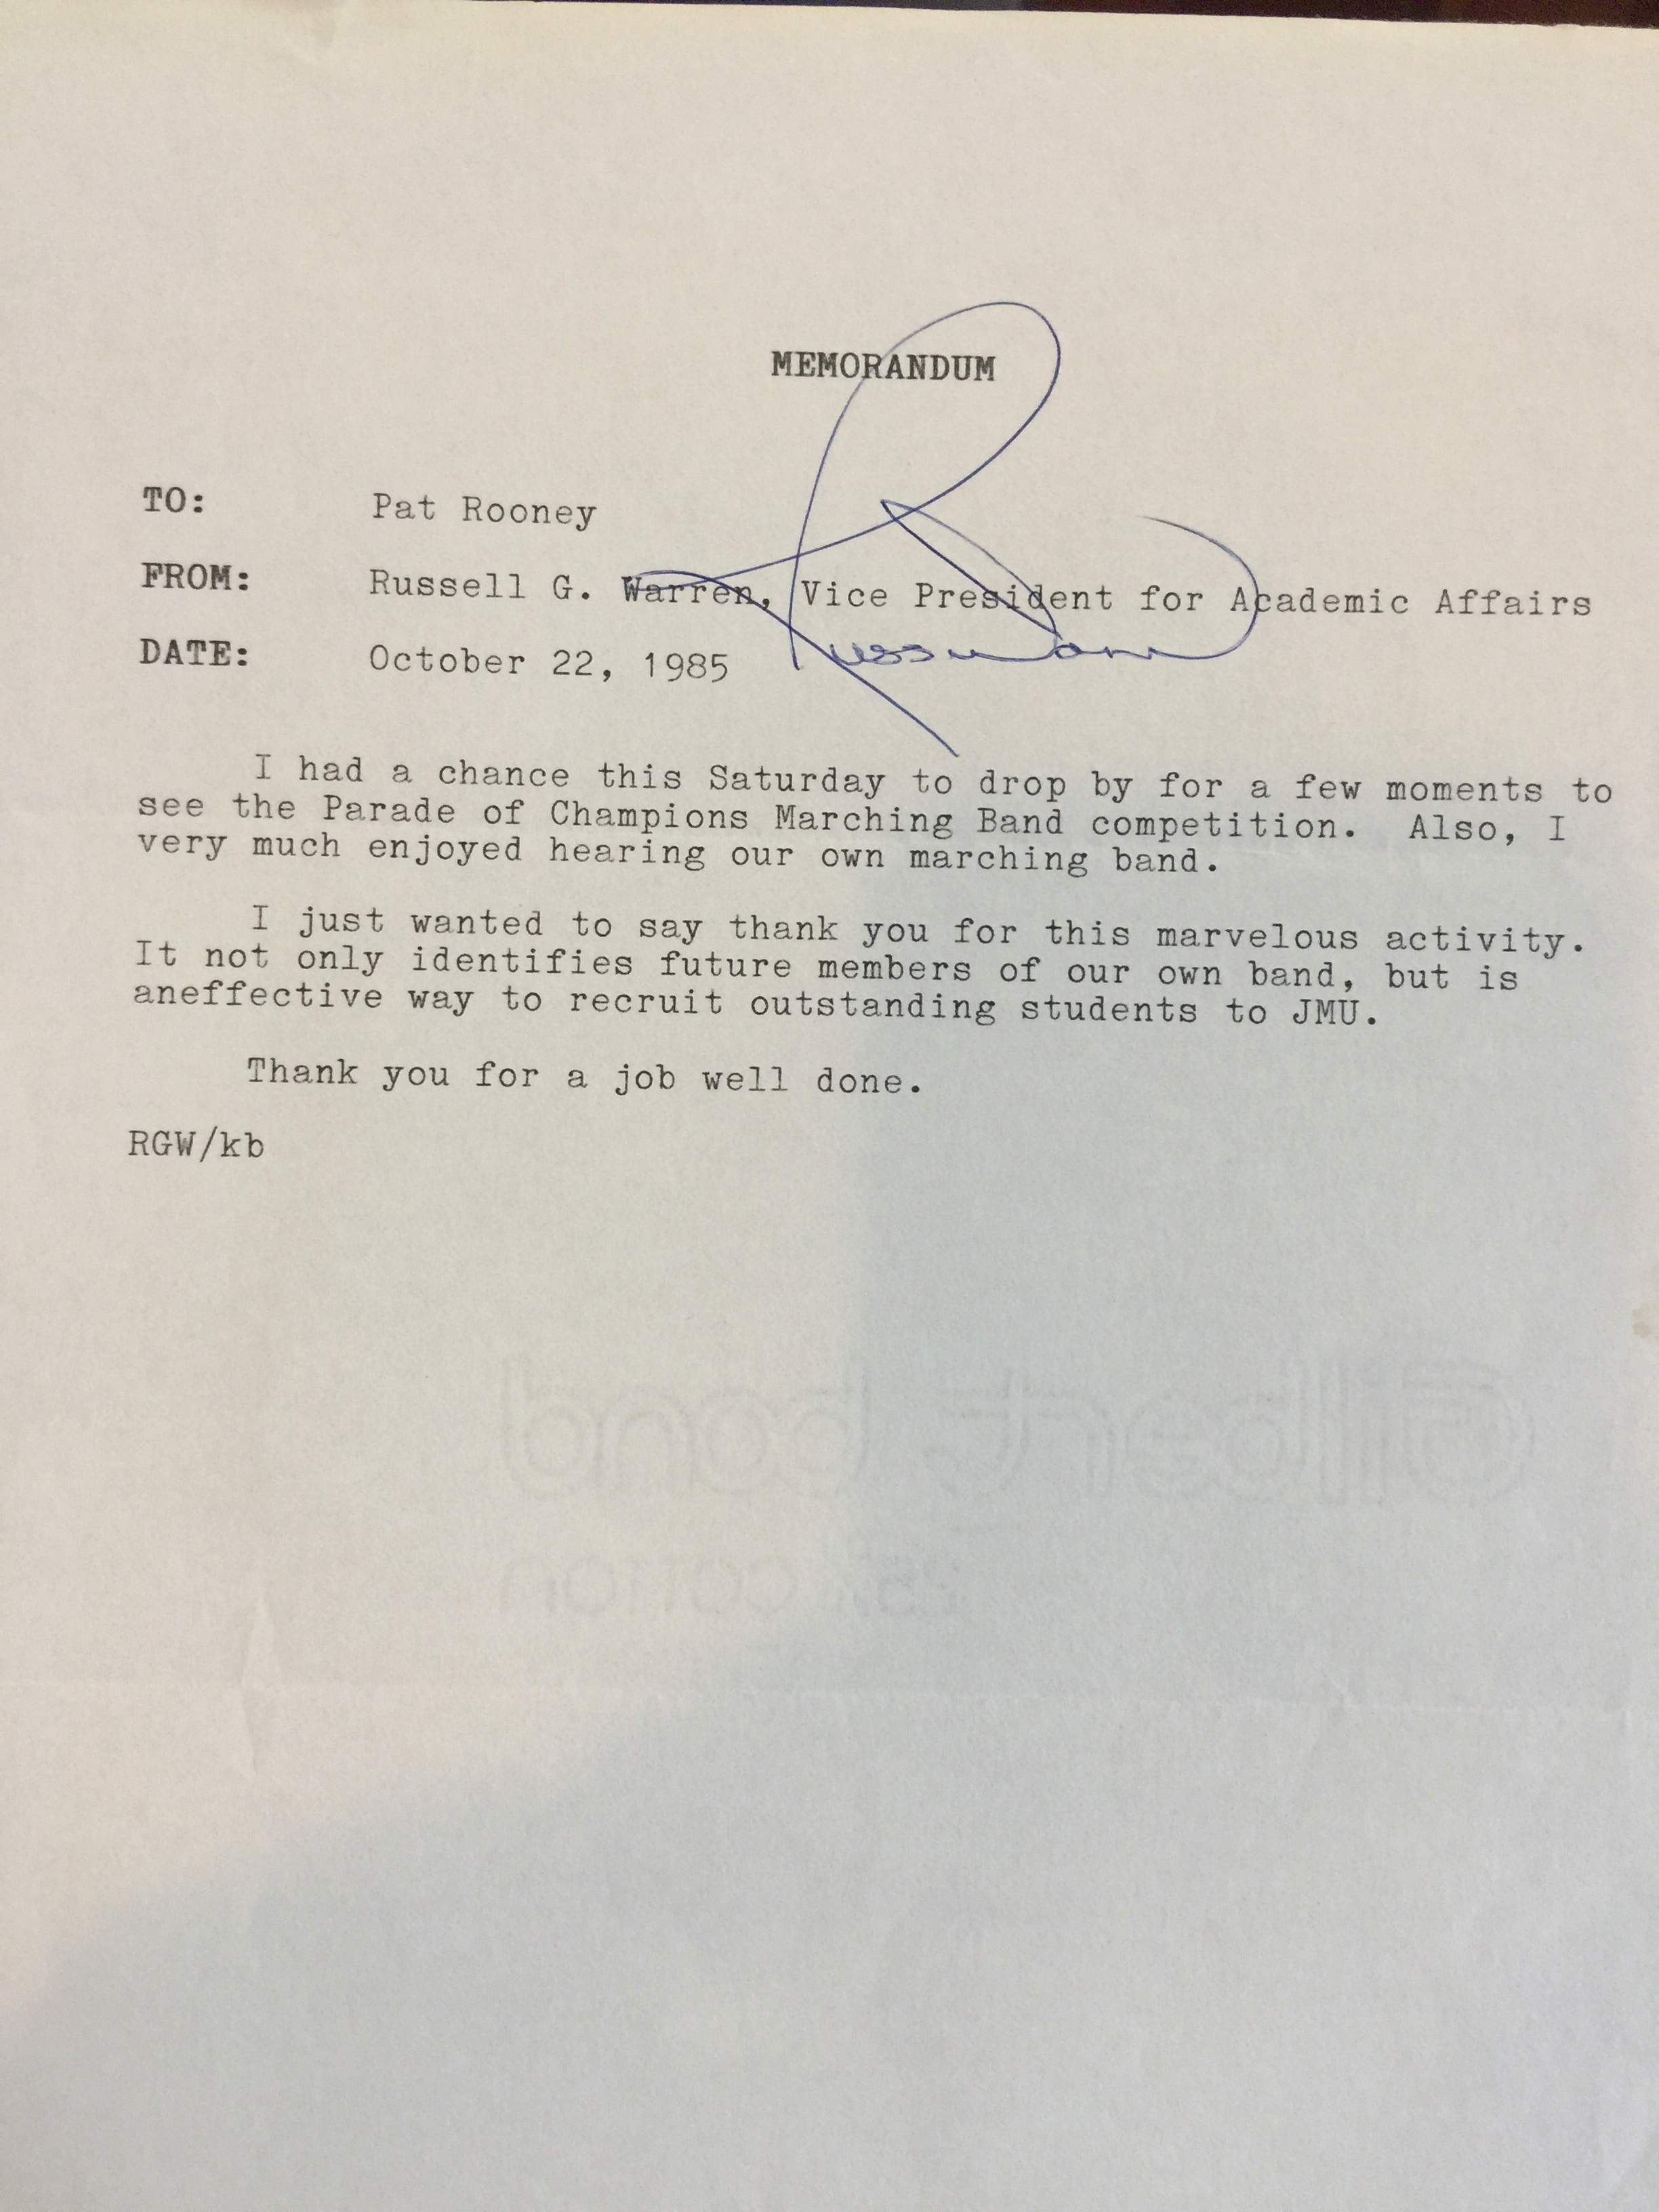 MEMORANDUM
TO: Pat Rooney
FROM: Russell G. Warren, Vice President for Academic Affairs
DATE: October 22, 1985
I had a chance this Saturday to drop by for a few moments to
see the Parade of Champions Marching Band competition. Also, I
very much enjoyed hearing our own marching band.
I just wanted to say thank you for this marvelous activity.
It not only identifies future members of our own band, but is
aneffective way to recruit outstanding students to JMU.
Thank you for a job well done.
RGW/kb
Gilbert bond
25% cotton